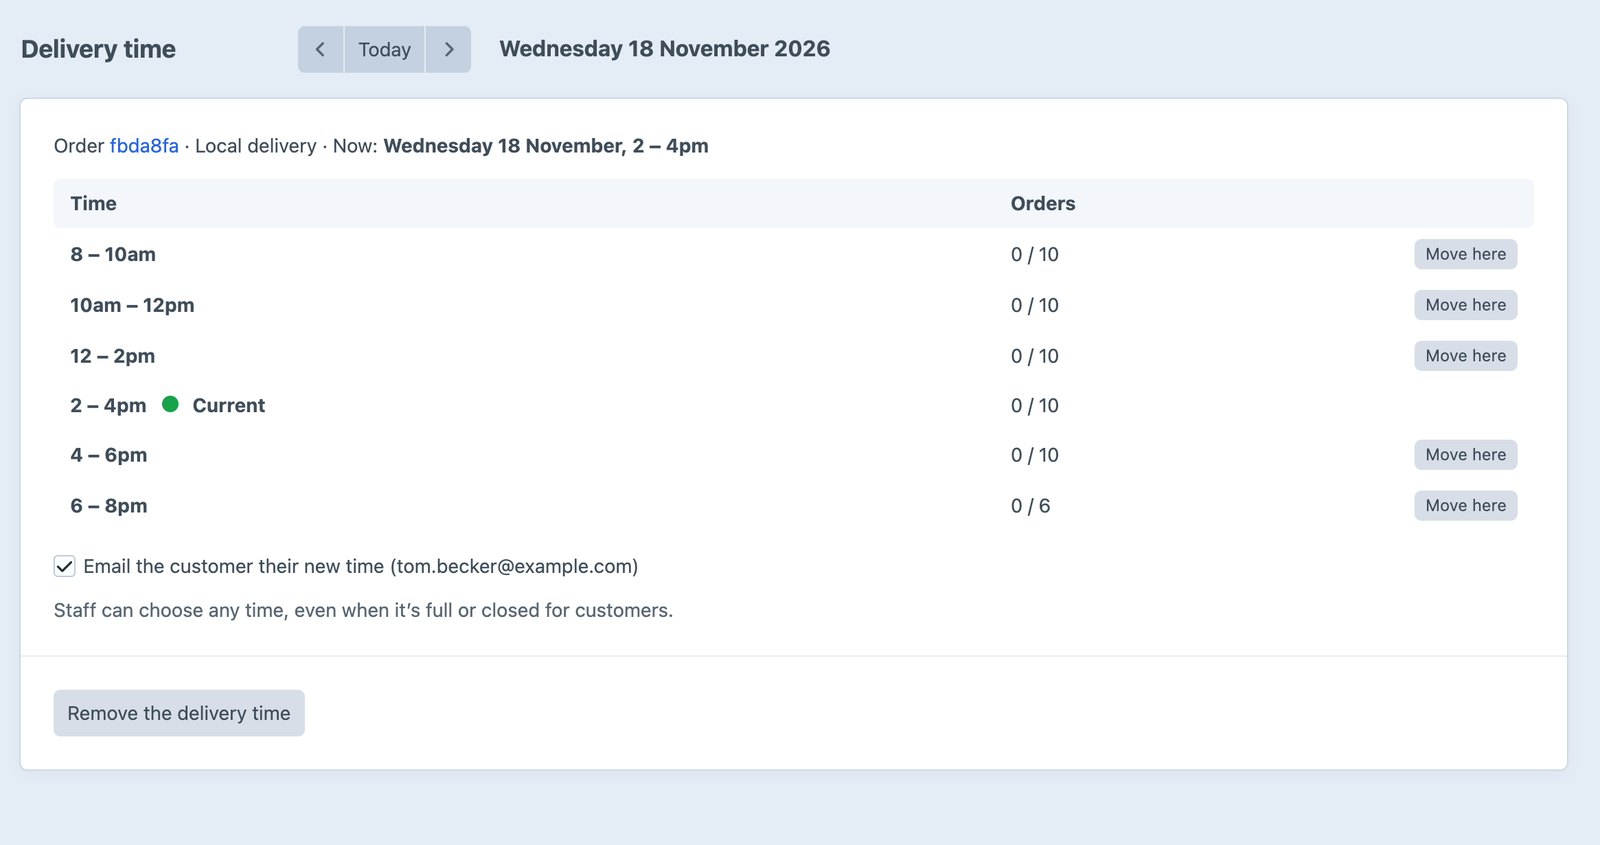 Delivery time
Today
Wednesday 18 November 2026
Order fbda8fa · Local delivery · Now: Wednesday 18 November, 2 – 4pm
Time Orders
8 – 10am 0 / 10 Move here
10am – 12pm 0 / 10 Move here
12 – 2pm 0 / 10 Move here
2 – 4pm Current 0 / 10
4 – 6pm 0 / 10 Move here
6 – 8pm 0 / 6 Move here
Email the customer their new time (tom.becker@example.com)
Staff can choose any time, even when it’s full or closed for customers.
Remove the delivery time